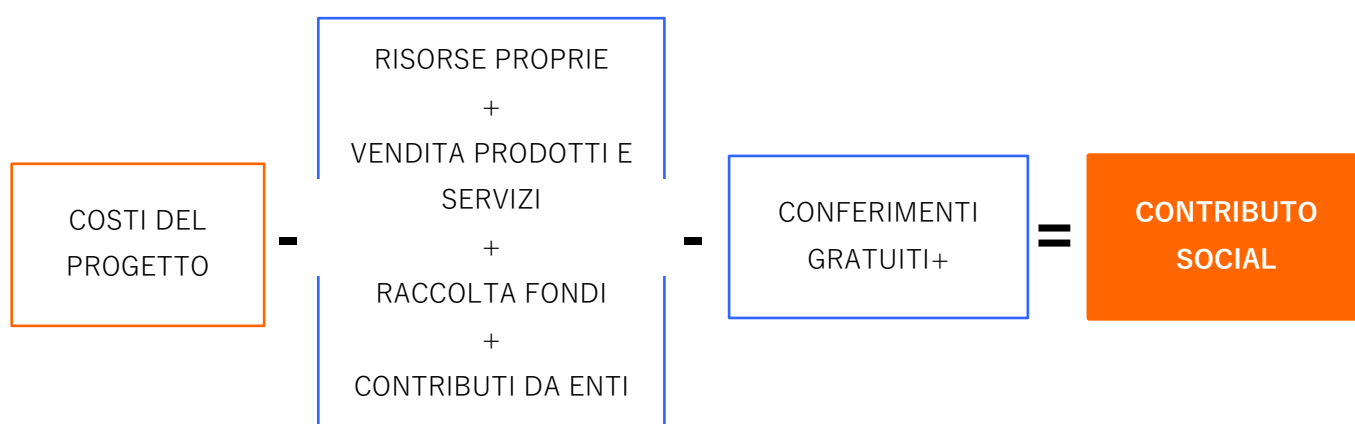 COSTI DEL
PROGETTO
-
RISORSE PROPRIE
+
VENDITA PRODOTTI E
SERVIZI
+
RACCOLTA FONDI
+
CONTRIBUTI DA ENTI
-
CONFERIMENTI
GRATUITI+
=
CONTRIBUTO
SOCIAL